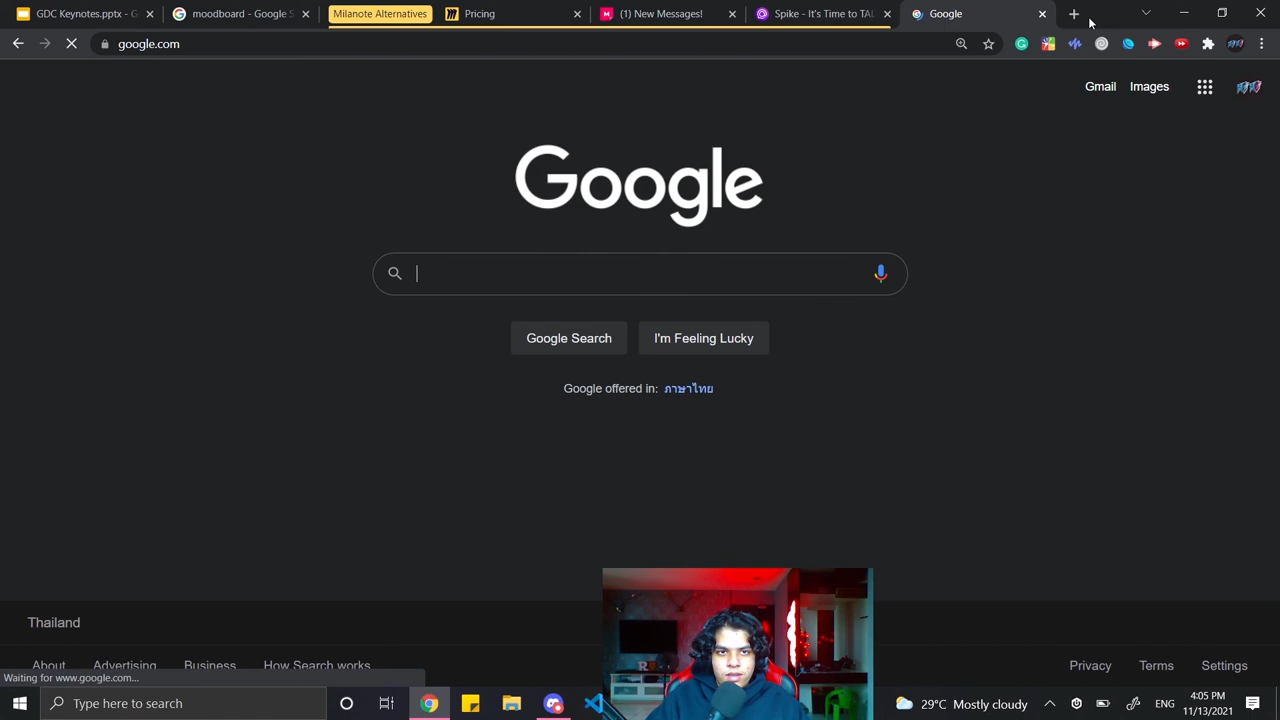 GDC Keynote.pptx - G
moodboard - Google S
Milanote Alternatives
Pricing
(1) New Messages!
Spike - It's Time to TAL
Google
google.com
Gmail
Images
Google
Google Search
I'm Feeling Lucky
Google offered in: ภาษาไทย
Thailand
About
Advertising
Business
How Search works
Privacy
Terms
Settings
Waiting for www.google.com...
Type here to search
29°C Mostly cloudy
ENG
4:05 PM
11/13/2021